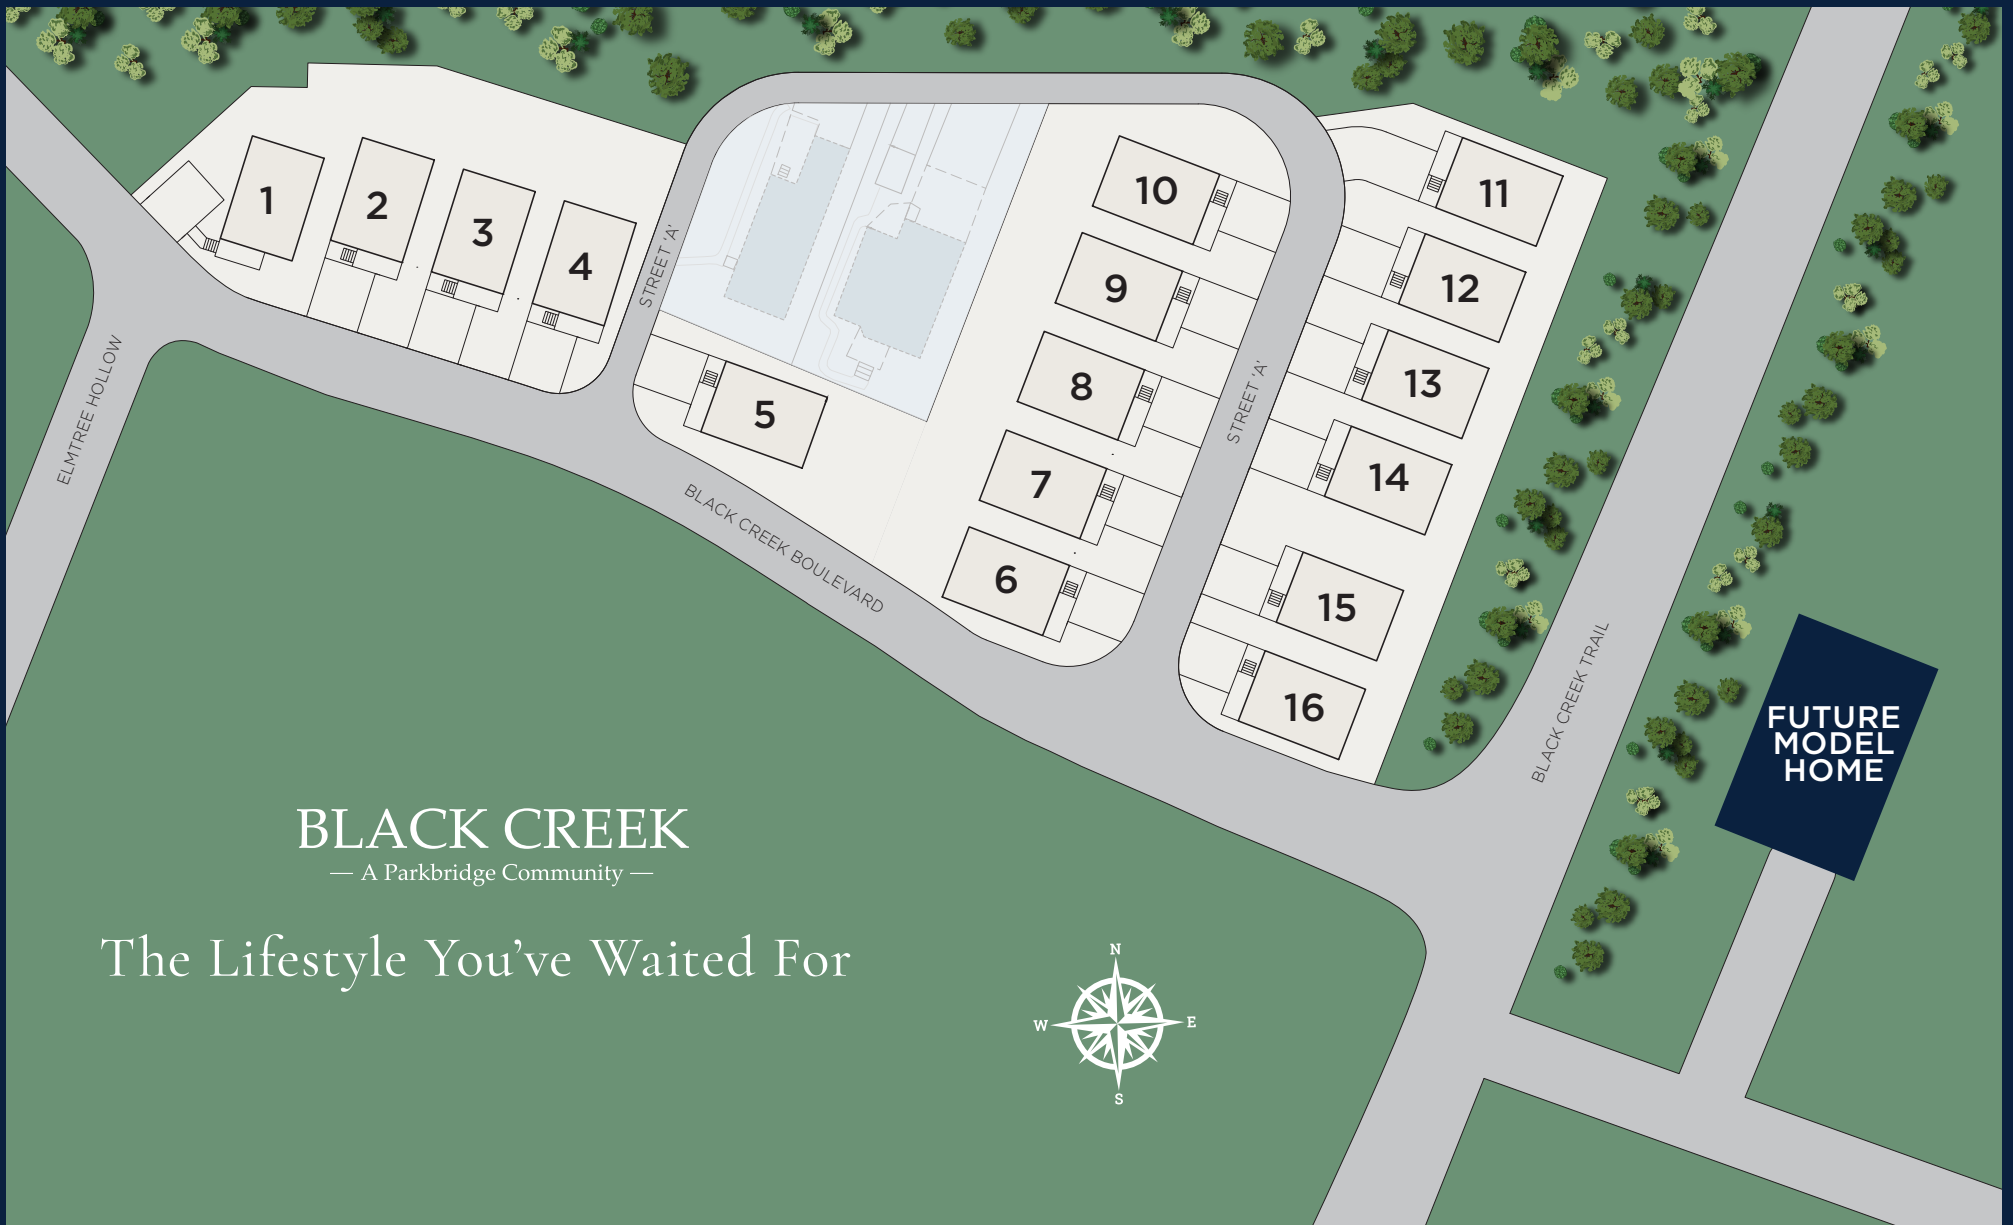 1
2
3
4
5
6
7
8
9
10
11
12
13
14
15
16
STREET 'A'
STREET 'A'
ELMTREE HOLLOW
BLACK CREEK BOULEVARD
BLACK CREEK TRAIL
FUTURE
MODEL
HOME
BLACK CREEK
— A Parkbridge Community —
The Lifestyle You've Waited For
N
W
E
S